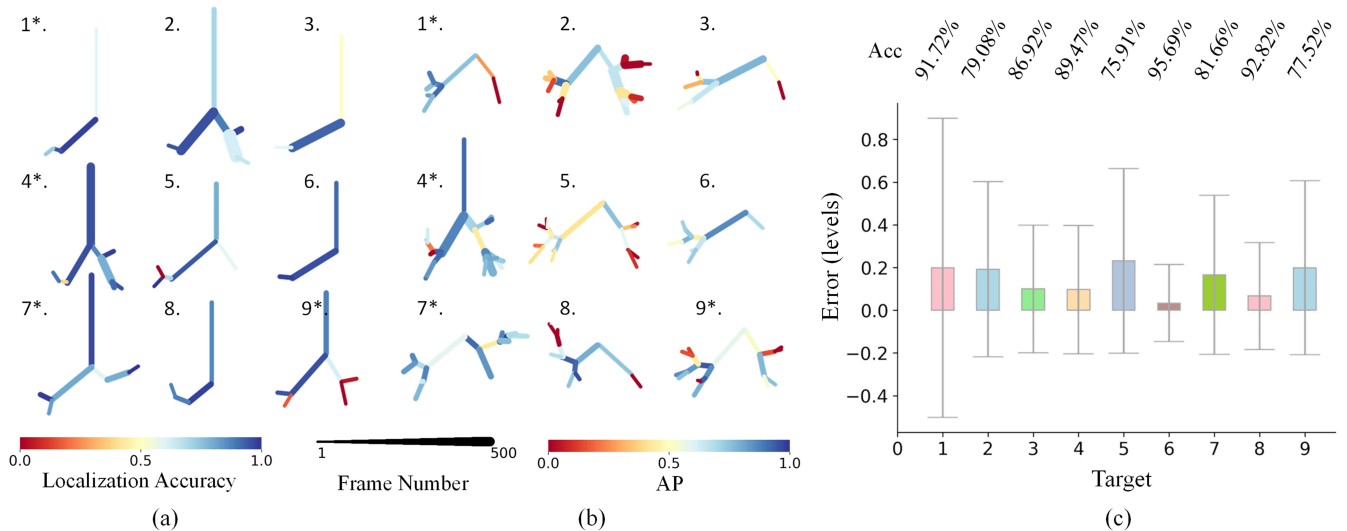 1*. 2. 3.
4*. 5. 6.
7*. 8. 9*.
0.0 0.5 1.0
Localization Accuracy
(a)
1 500
Frame Number
1*. 2. 3.
4*. 5. 6.
7*. 8. 9*.
0.0 0.5 1.0
AP
(b)
Acc 91.72% 79.08% 86.92% 89.47% 75.91% 95.69% 81.66% 92.82% 77.52%
Error (levels)
0.8
0.6
0.4
0.2
0.0
−0.2
−0.4
0 1 2 3 4 5 6 7 8 9
Target
(c)